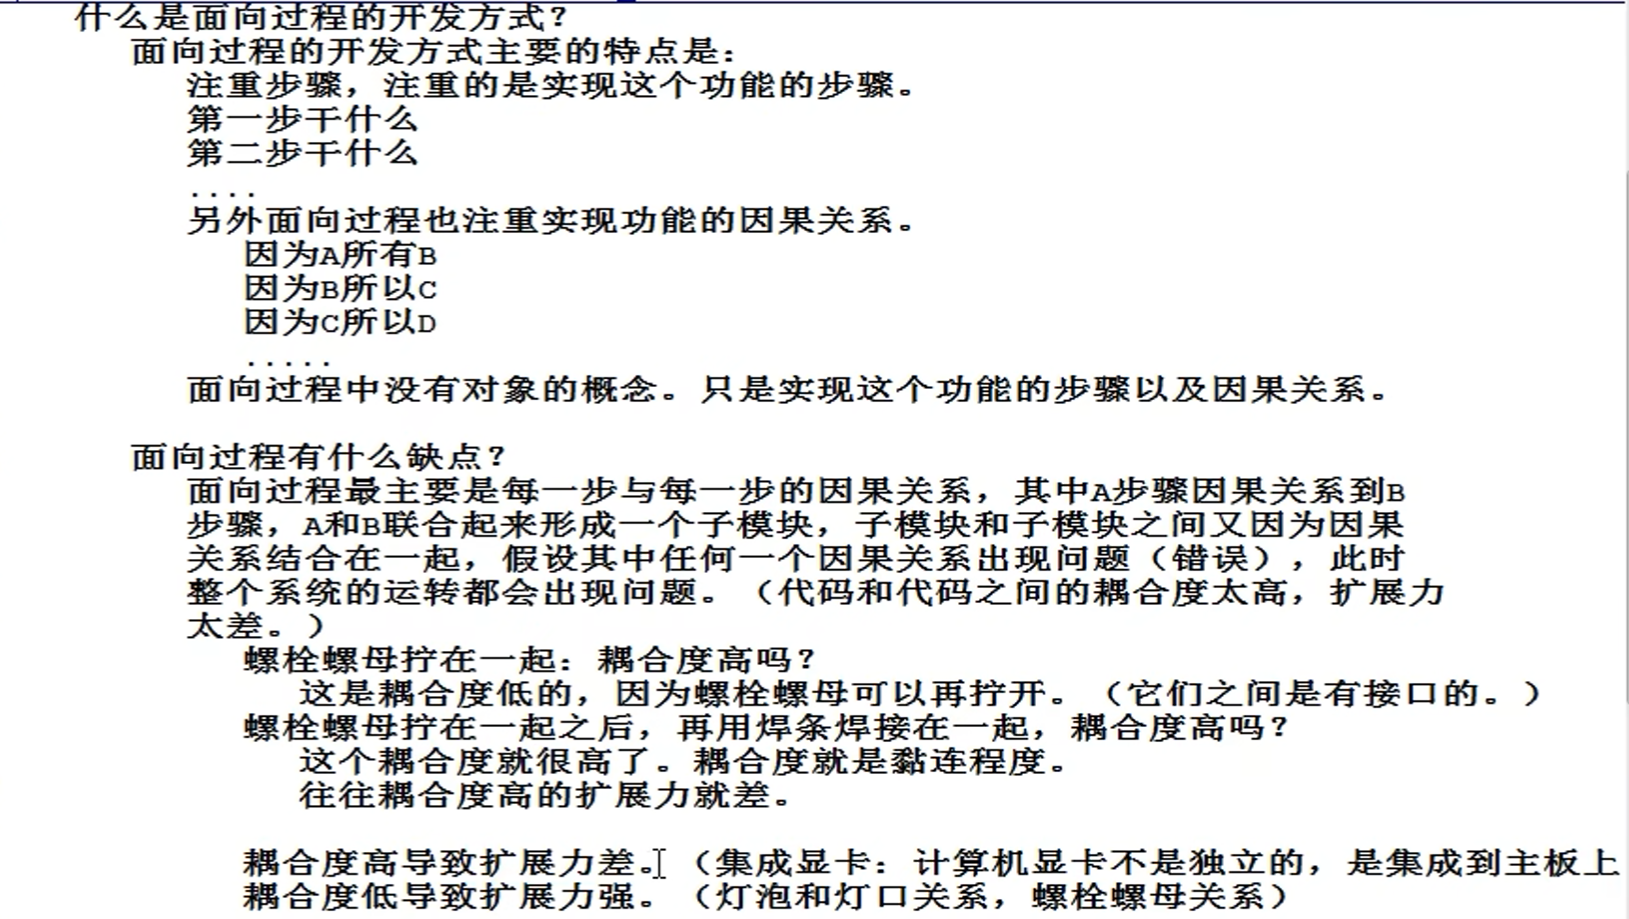 什么是面向过程的开发方式？
面向过程的开发方式主要的特点是：
注重步骤，注重的是实现这个功能的步骤。
第一步干什么
第二步干什么
....
另外面向过程也注重实现功能的因果关系。
因为A所有B
因为B所以C
因为C所以D
.....
面向过程中没有对象的概念。只是实现这个功能的步骤以及因果关系。
面向过程有什么缺点？
面向过程最主要是每一步与每一步的因果关系，其中A步骤因果关系到B
步骤，A和B联合起来形成一个子模块，子模块和子模块之间又因为因果
关系结合在一起，假设其中任何一个因果关系出现问题（错误），此时
整个系统的运转都会出现问题。（代码和代码之间的耦合度太高，扩展力
太差。）
螺栓螺母拧在一起：耦合度高吗？
这是耦合度低的，因为螺栓螺母可以再拧开。（它们之间是有接口的。）
螺栓螺母拧在一起之后，再用焊条焊接在一起，耦合度高吗？
这个耦合度就很高了。耦合度就是黏连程度。
往往耦合度高的扩展力就差。
耦合度高导致扩展力差。（集成显卡：计算机显卡不是独立的，是集成到主板上
耦合度低导致扩展力强。（灯泡和灯口关系，螺栓螺母关系）